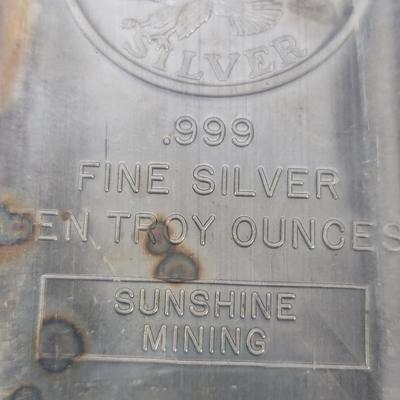 SILVER
.999
FINE SILVER
EN TROY OUNCES
SUNSHINE
MINING